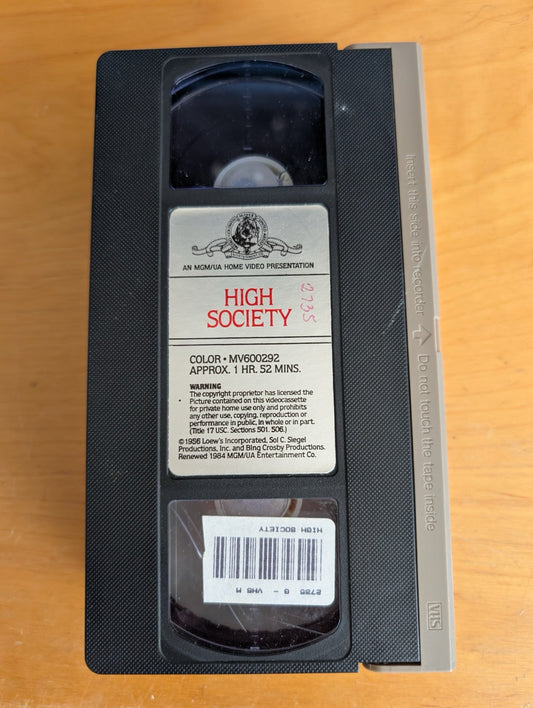 AN MGM/UA HOME VIDEO PRESENTATION
HIGH
SOCIETY
2735
COLOR • MV600292
APPROX. 1 HR. 52 MINS.
WARNING
The copyright proprietor has licensed the
Picture contained on this videocassette
for private home use only and prohibits
any other use, copying, reproduction or
performance in public, in whole or in part.
(Title 17 USC. Sections 501. 506.)
©1956 Loew's Incorporated, Sol C. Siegel
Productions, Inc. and Bing Crosby Productions.
Renewed 1984 MGM/UA Entertainment Co.
HIGH SOCIETY
Insert this side into recorder
Do not touch the tape inside
VHS